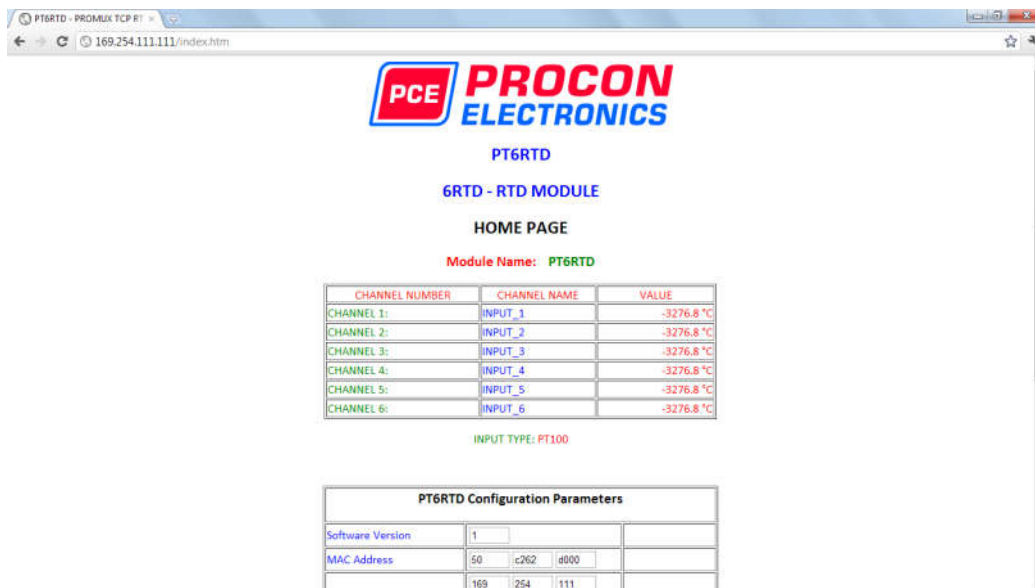 PT6RTD - PROMUX TCP RT
169.254.111.111/index.htm
PCE PROCON
ELECTRONICS
PT6RTD
6RTD - RTD MODULE
HOME PAGE
Module Name: PT6RTD
CHANNEL NUMBER CHANNEL NAME VALUE
CHANNEL 1: INPUT_1 -3276.8 °C
CHANNEL 2: INPUT_2 -3276.8 °C
CHANNEL 3: INPUT_3 -3276.8 °C
CHANNEL 4: INPUT_4 -3276.8 °C
CHANNEL 5: INPUT_5 -3276.8 °C
CHANNEL 6: INPUT_6 -3276.8 °C
INPUT TYPE: PT100
PT6RTD Configuration Parameters
Software Version 1
MAC Address 50 c262 d000
169 254 111